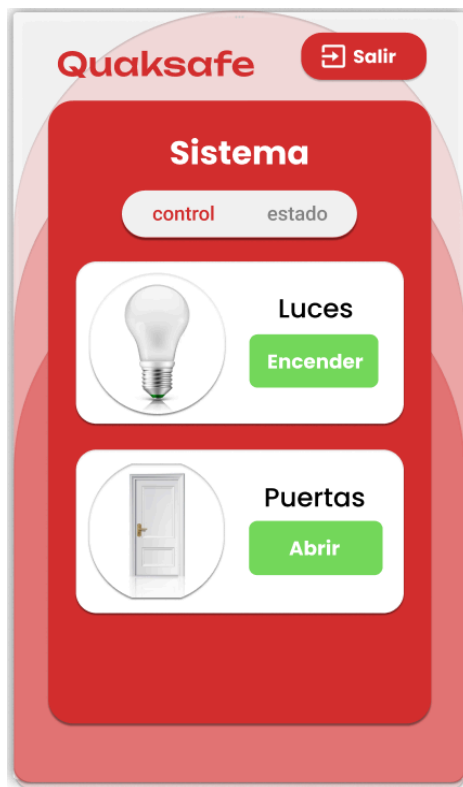 Quaksafe
Salir
Sistema
control estado
Luces
Encender
Puertas
Abrir